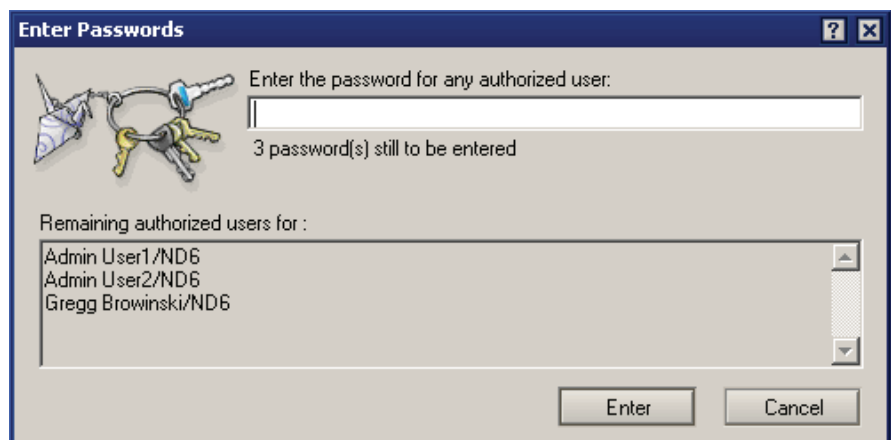 Enter Passwords
Enter the password for any authorized user:
3 password(s) still to be entered
Remaining authorized users for :
Admin User1/ND6
Admin User2/ND6
Gregg Browinski/ND6
Enter Cancel